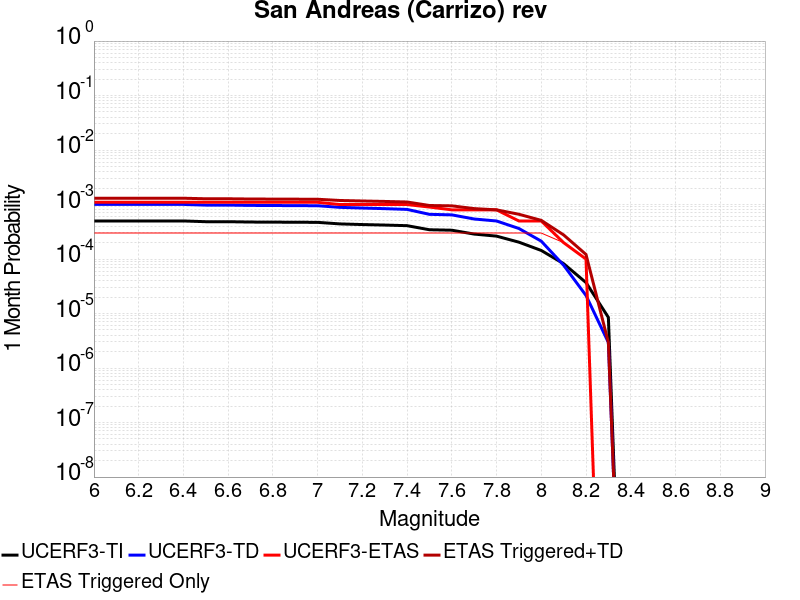 San Andreas (Carrizo) rev
10^0
10^-1
10^-2
10^-3
10^-4
10^-5
10^-6
10^-7
10^-8
1 Month Probability
6 6.2 6.4 6.6 6.8 7 7.2 7.4 7.6 7.8 8 8.2 8.4 8.6 8.8 9
Magnitude
UCERF3-TI UCERF3-TD UCERF3-ETAS ETAS Triggered+TD
ETAS Triggered Only